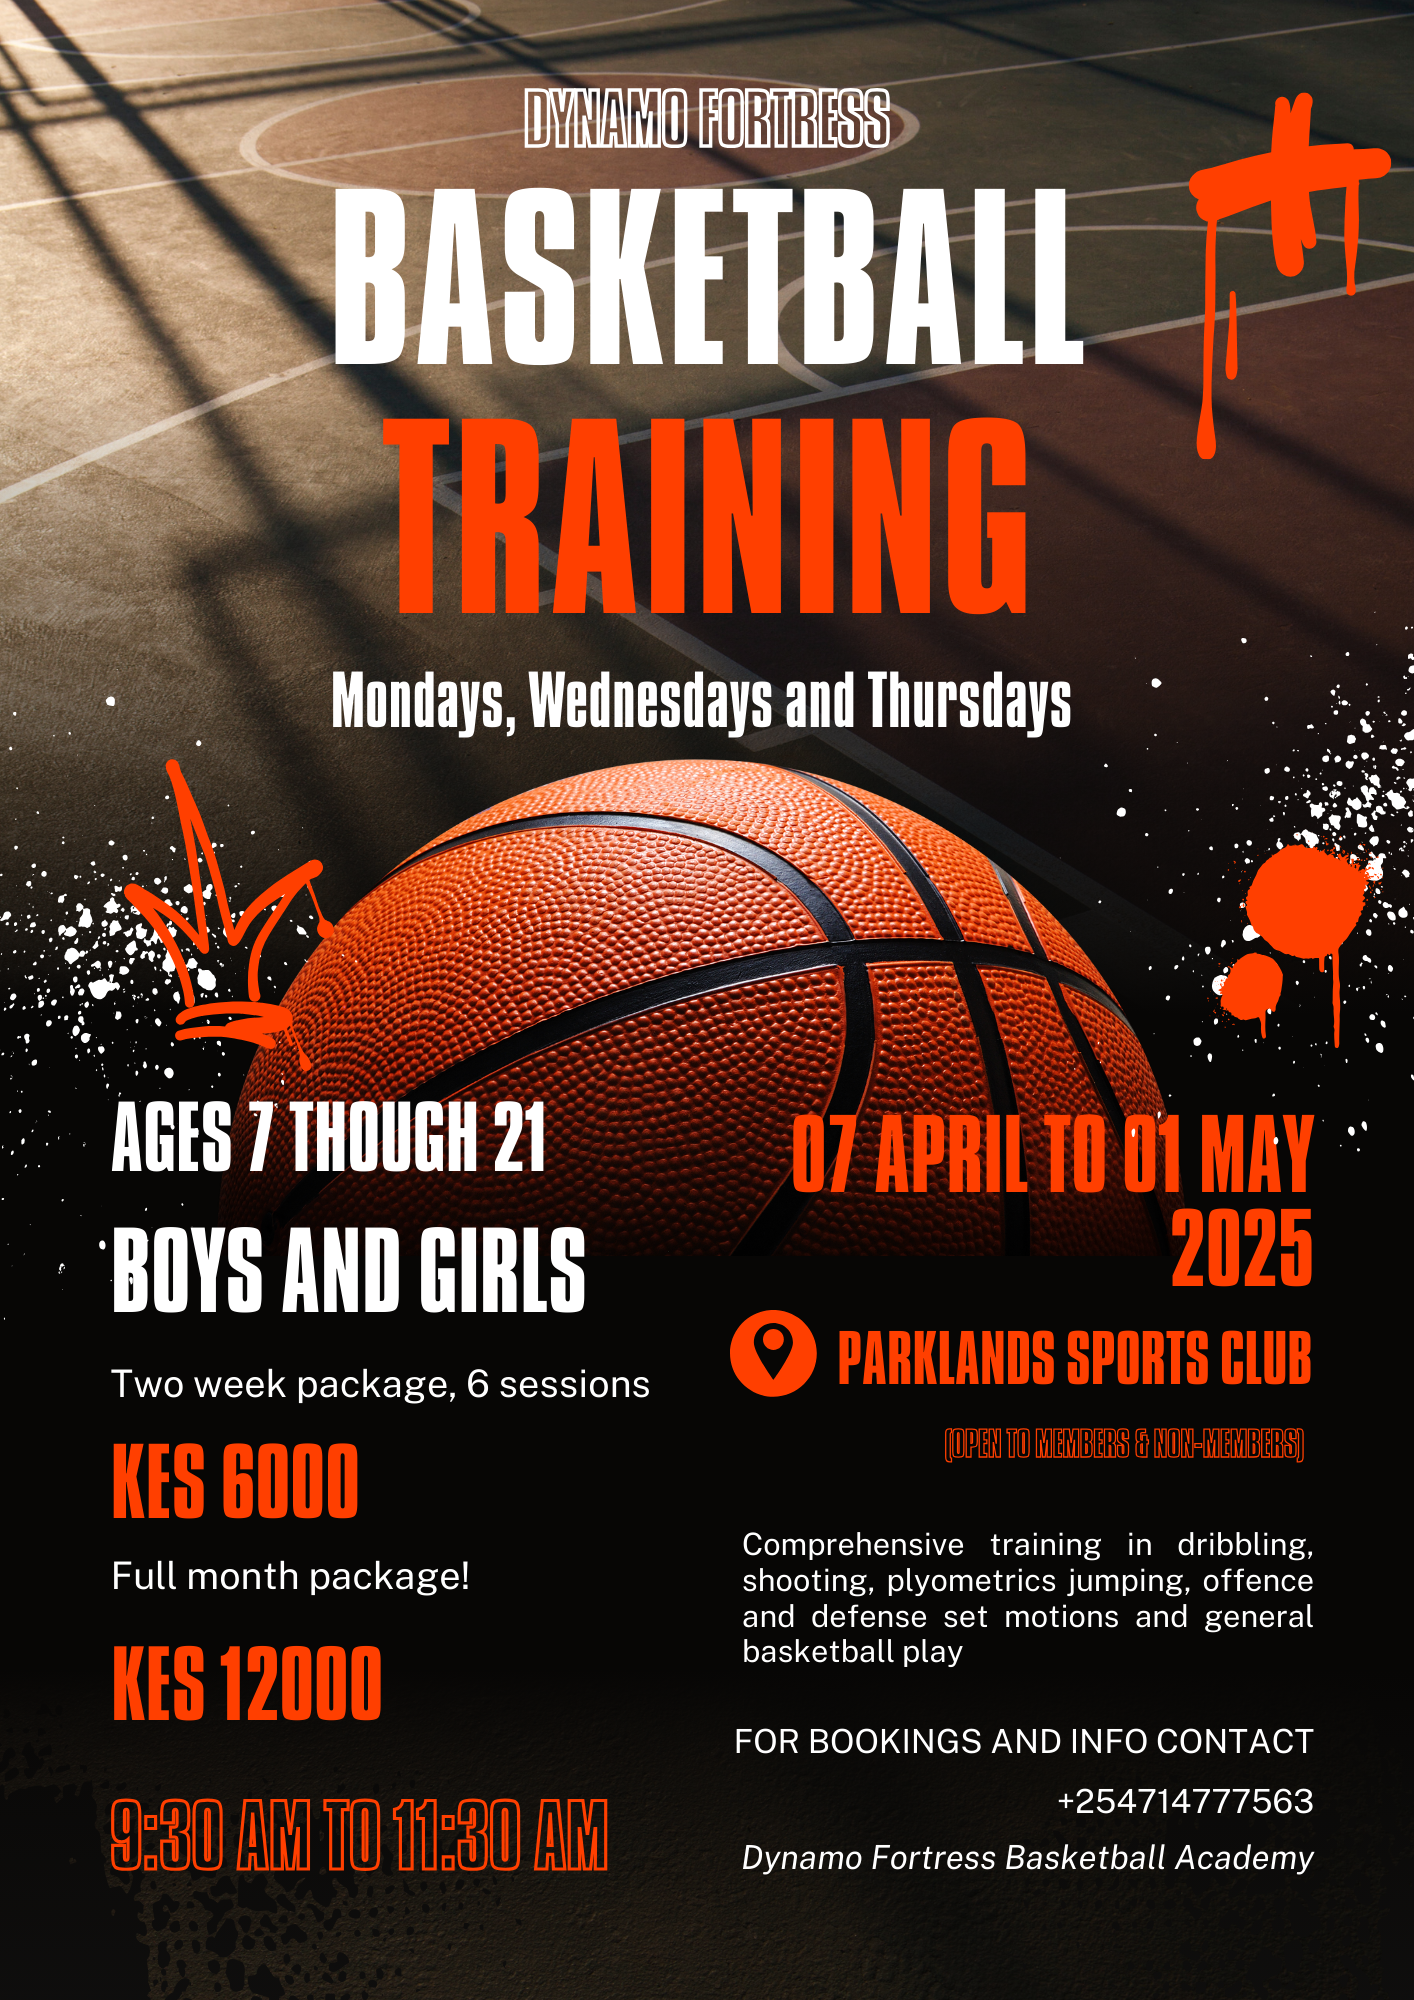 DYNAMO FORTRESS
BASKETBALL
TRAINING
Mondays, Wednesdays and Thursdays
AGES 7 THOUGH 21
BOYS AND GIRLS
Two week package, 6 sessions
KES 6000
Full month package!
KES 12000
9:30 AM TO 11:30 AM
07 APRIL TO 01 MAY
2025
PARKLANDS SPORTS CLUB
(OPEN TO MEMBERS & NON-MEMBERS)
Comprehensive training in dribbling,
shooting, plyometrics jumping, offence
and defense set motions and general
basketball play
FOR BOOKINGS AND INFO CONTACT
+254714777563
Dynamo Fortress Basketball Academy